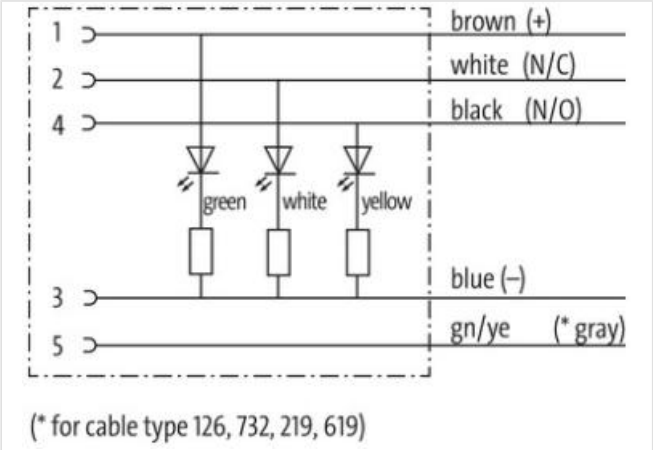 1 brown (+)
2 white (N/C)
4 black (N/O)
green white yellow
3 blue (–)
5 gn/ye (* gray)
(* for cable type 126, 732, 219, 619)